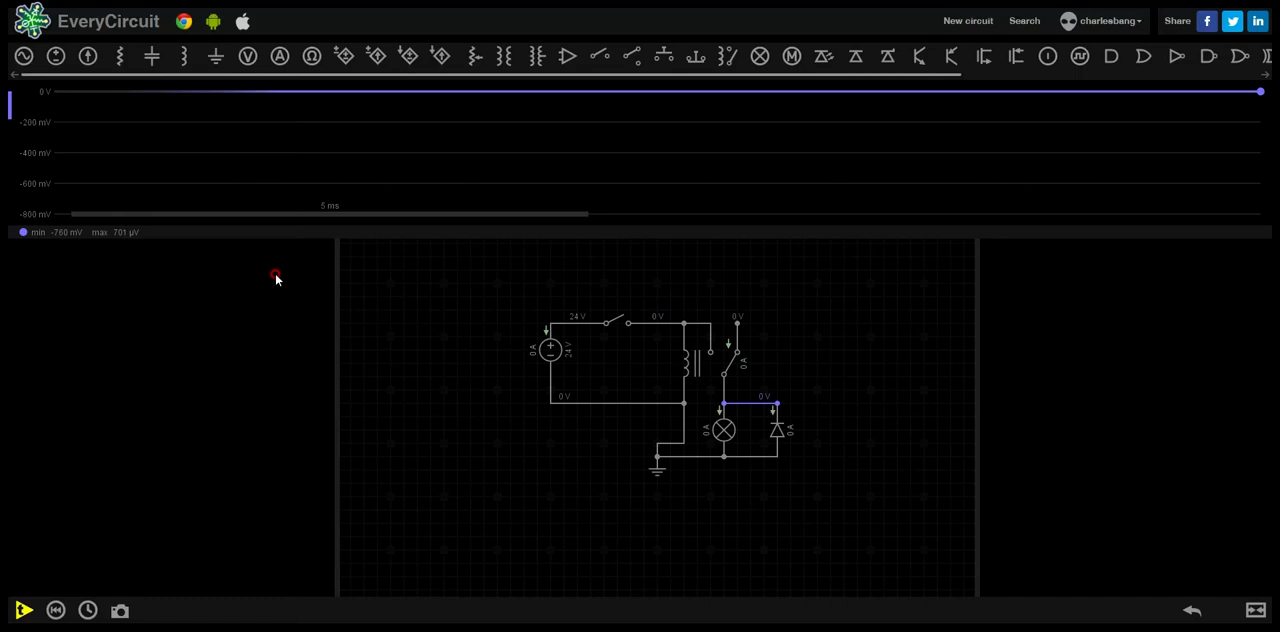 EveryCircuit
New circuit Search charlesbang Share
0 V
-200 mV
-400 mV
-600 mV
5 ms
-800 mV
min -760 mV max 701 µV
24 V 0 V 0 V
0 A 24 V 0 A
0 V 0 V
0 A 0 A
t